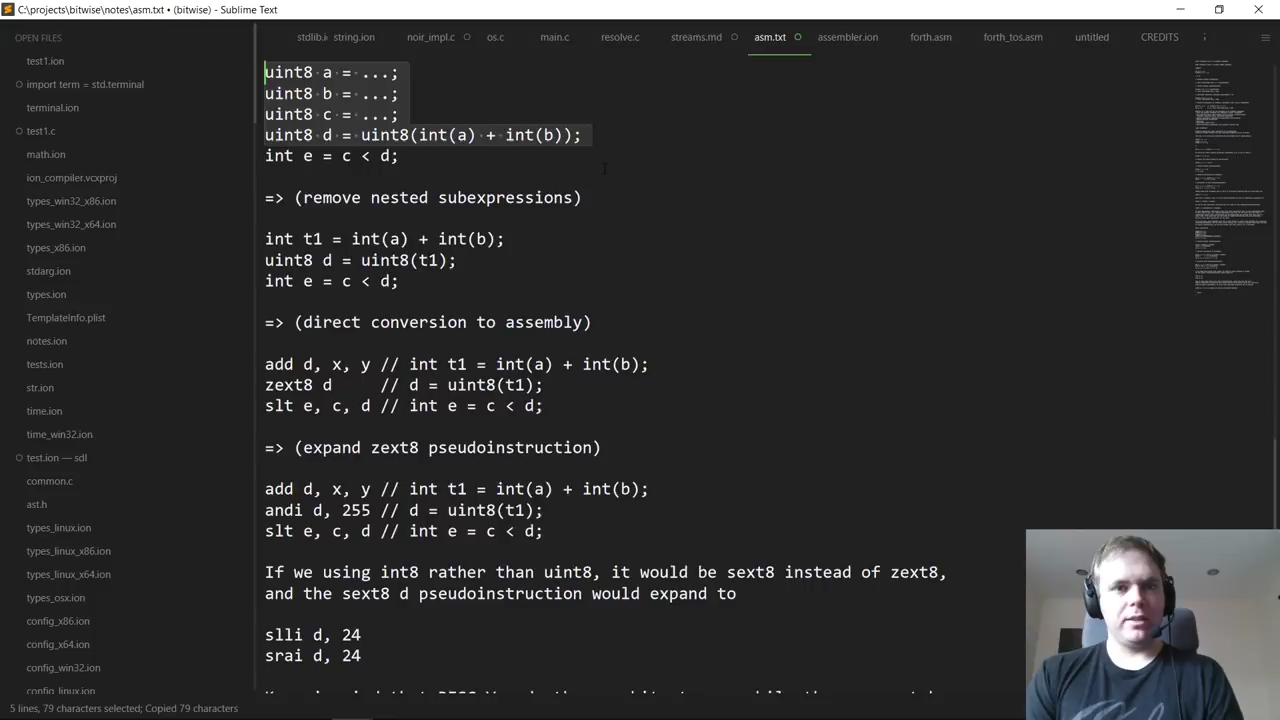 C:\projects\bitwise\notes\asm.txt • (bitwise) - Sublime Text
OPEN FILES
stdlib.i string.ion noir_impl.c os.c main.c resolve.c streams.md asm.txt assembler.ion forth.asm forth_tos.asm untitled CREDITS
test1.ion
import term = std.terminal
terminal.ion
test1.c
math.ion
ion_compiler.vcxproj
types_win32_x86.ion
types_win32_x64.ion
types_x86.ion
stdarg.ion
types.ion
TemplateInfo.plist
notes.ion
tests.ion
str.ion
time.ion
time_win32.ion
test.ion — sdl
common.c
ast.h
types_linux.ion
types_linux_x86.ion
types_linux_x64.ion
types_osx.ion
config_x86.ion
config_x64.ion
config_win32.ion
config_linux.ion
uint8 a = ...;
uint8 b = ...;
uint8 c = ...;
uint8 d = uint8(int(a) + int(b));
int e = c < d;
=> (remove nester subexpressions)
int t1 = int(a) + int(b);
uint8 d = uint8(t1);
int e = c < d;
=> (direct conversion to assembly)
add d, x, y // int t1 = int(a) + int(b);
zext8 d // d = uint8(t1);
slt e, c, d // int e = c < d;
=> (expand zext8 pseudoinstruction)
add d, x, y // int t1 = int(a) + int(b);
andi d, 255 // d = uint8(t1);
slt e, c, d // int e = c < d;
If we using int8 rather than uint8, it would be sext8 instead of zext8,
and the sext8 d pseudoinstruction would expand to
slli d, 24
srai d, 24
5 lines, 79 characters selected; Copied 79 characters